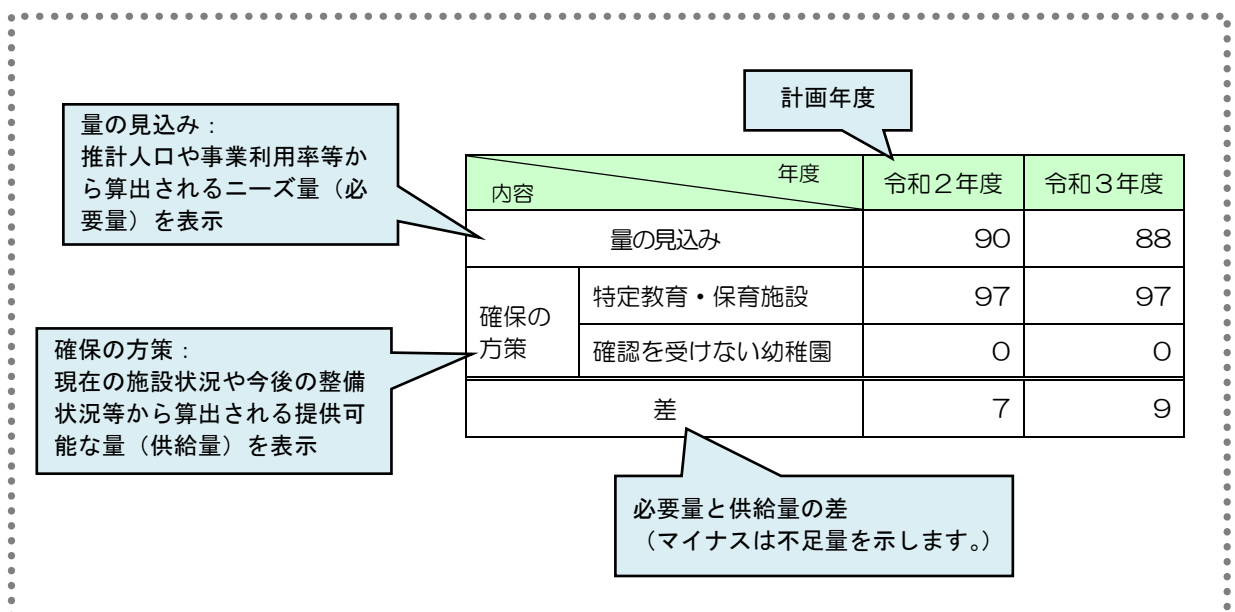 計画年度
量の見込み：
推計人口や事業利用率等か
ら算出されるニーズ量（必
要量）を表示
年度
内容
令和２年度
令和３年度
量の見込み
90
88
確保の
方策
特定教育・保育施設
97
97
確認を受けない幼稚園
0
0
差
7
9
確保の方策：
現在の施設状況や今後の整備
状況等から算出される提供可
能な量（供給量）を表示
必要量と供給量の差
（マイナスは不足量を示します。）